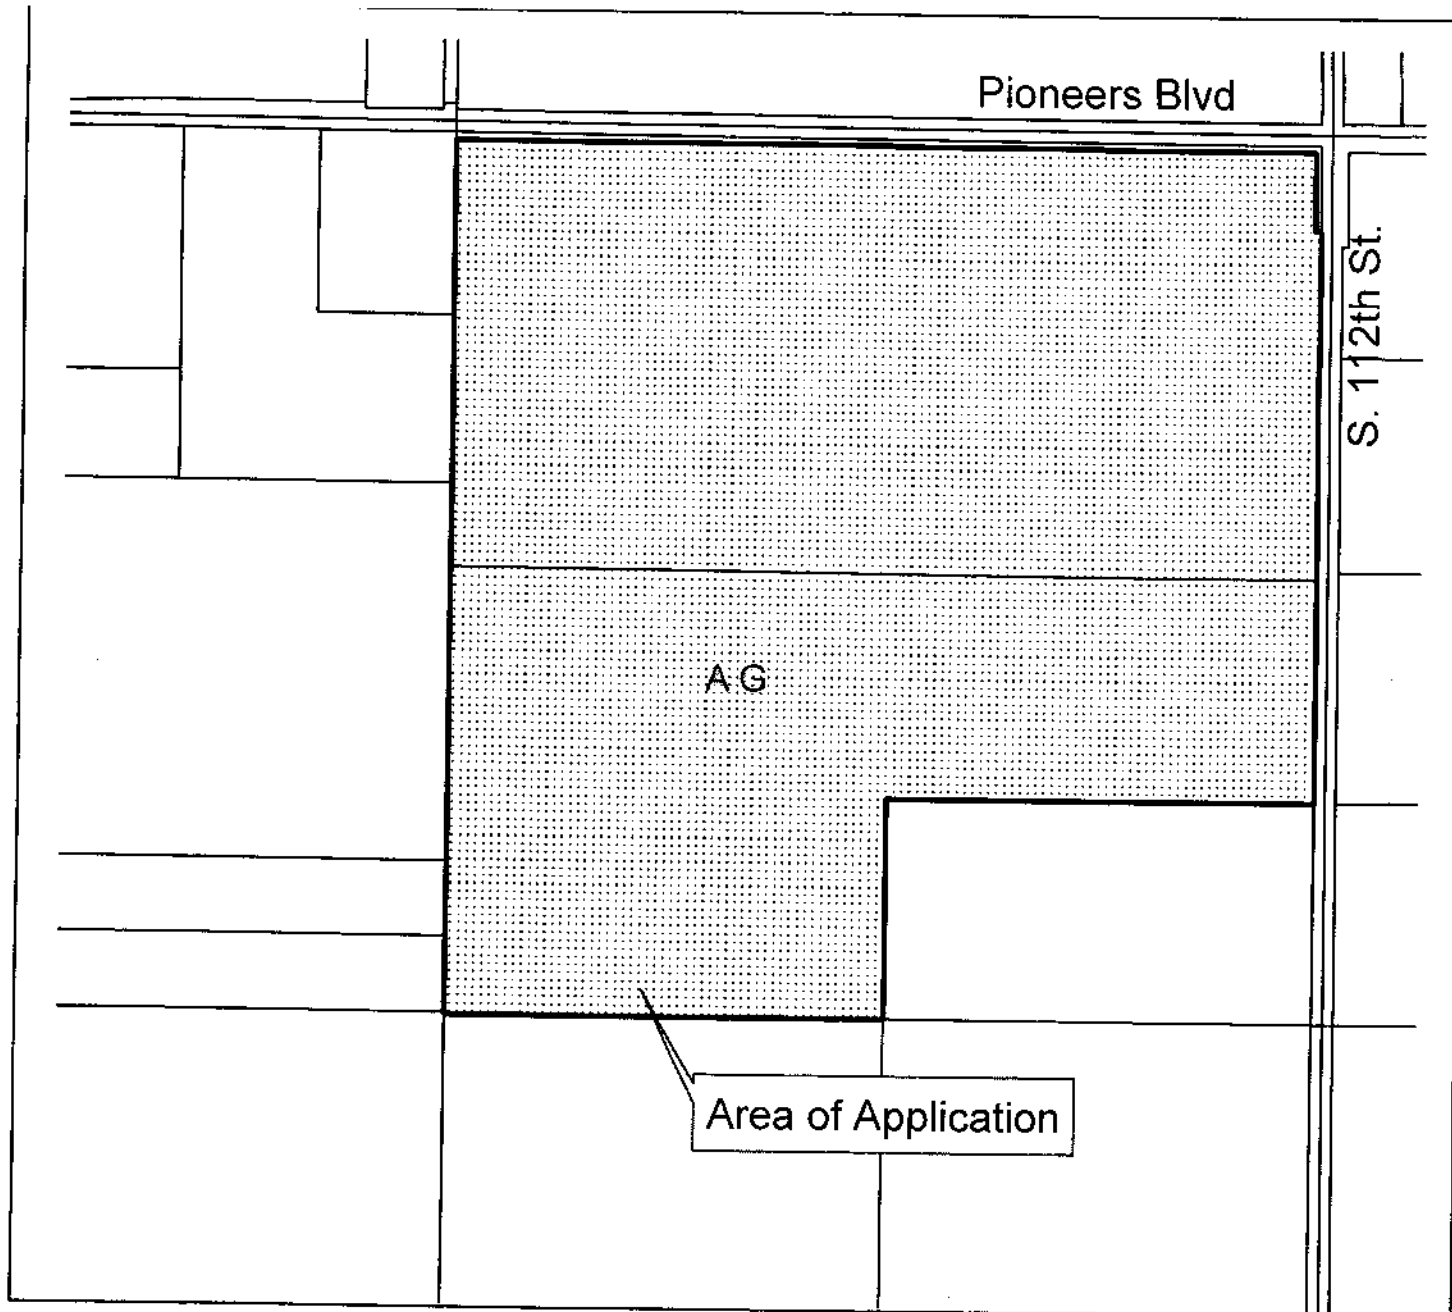 Pioneers Blvd
S. 112th St.
AG
Area of Application